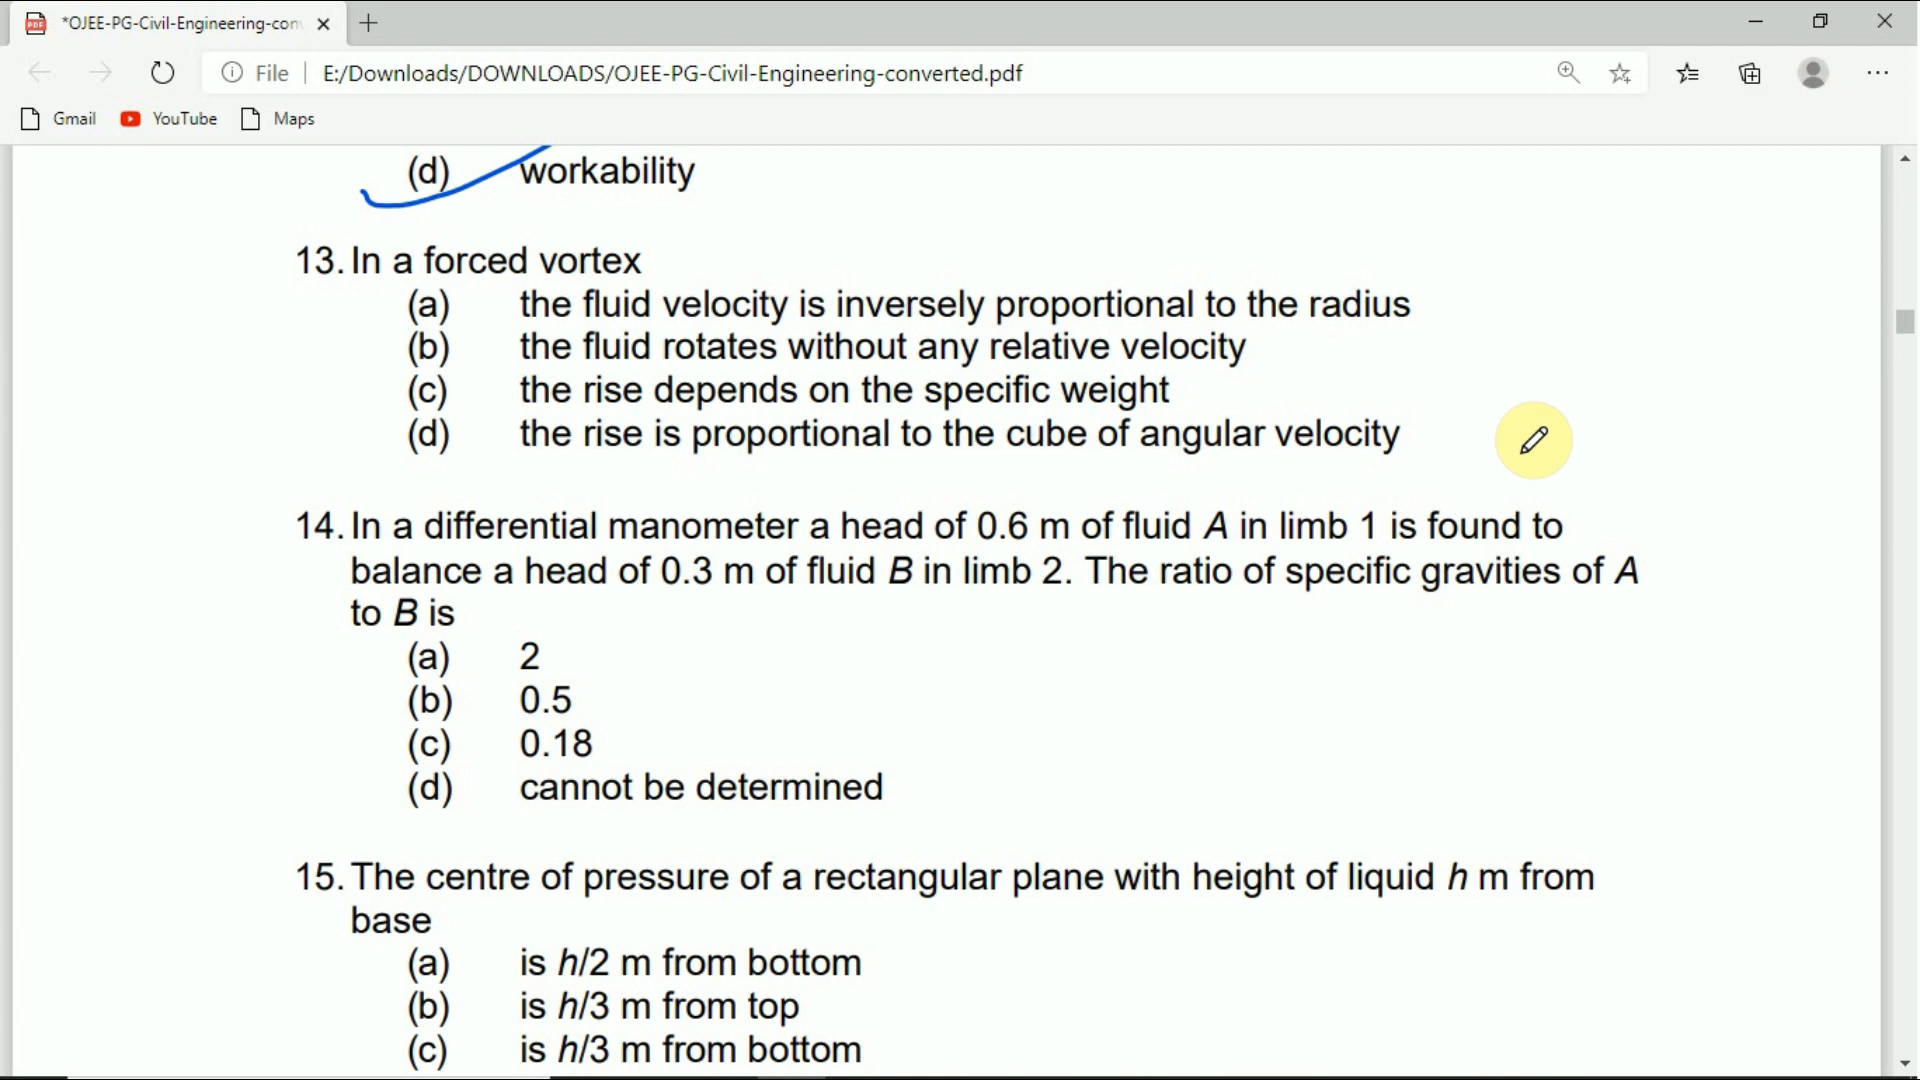 *OJEE-PG-Civil-Engineering-con
File
E:/Downloads/DOWNLOADS/OJEE-PG-Civil-Engineering-converted.pdf
Gmail YouTube Maps
(d) workability
13. In a forced vortex
(a) the fluid velocity is inversely proportional to the radius
(b) the fluid rotates without any relative velocity
(c) the rise depends on the specific weight
(d) the rise is proportional to the cube of angular velocity
14. In a differential manometer a head of 0.6 m of fluid A in limb 1 is found to
balance a head of 0.3 m of fluid B in limb 2. The ratio of specific gravities of A
to B is
(a) 2
(b) 0.5
(c) 0.18
(d) cannot be determined
15. The centre of pressure of a rectangular plane with height of liquid h m from
base
(a) is h/2 m from bottom
(b) is h/3 m from top
(c) is h/3 m from bottom